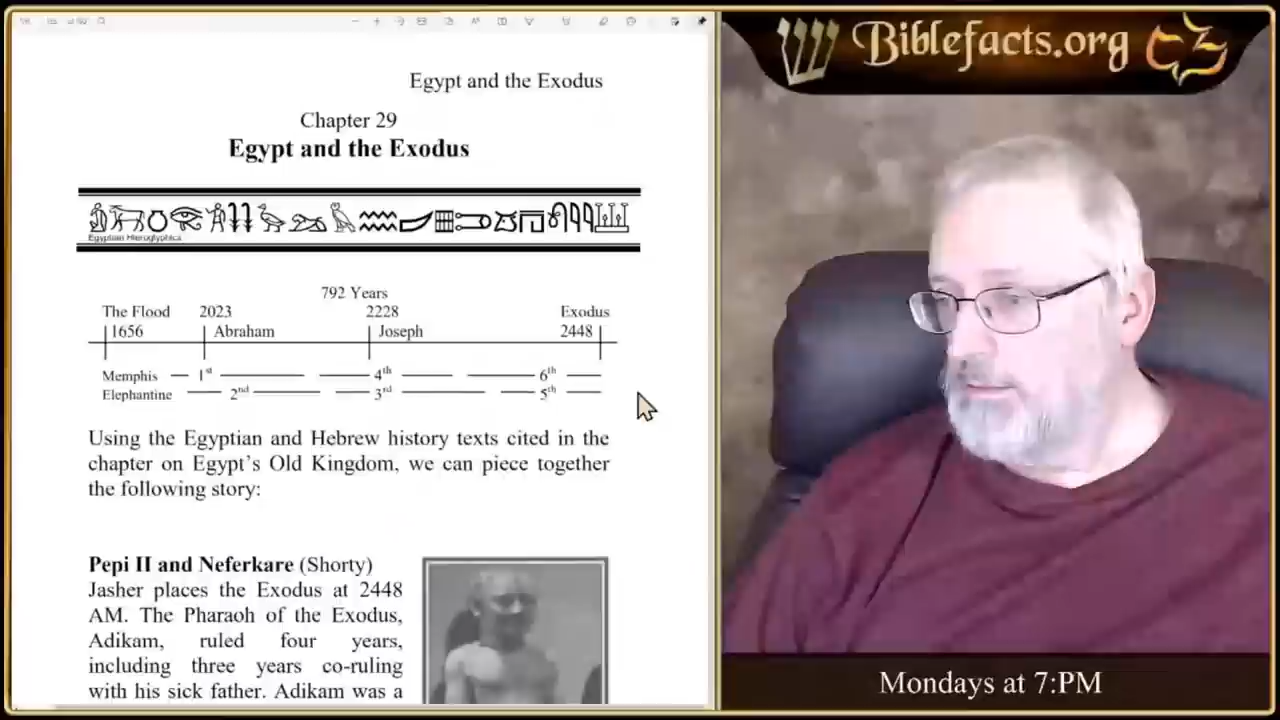 Egypt and the Exodus
Chapter 29
Egypt and the Exodus
Egyptian Hieroglyphics
792 Years
The Flood 2023 2228 Exodus
1656 Abraham Joseph 2448
Memphis 1st 4th 6th
Elephantine 2nd 3rd 5th
Using the Egyptian and Hebrew history texts cited in the
chapter on Egypt's Old Kingdom, we can piece together
the following story:
Pepi II and Neferkare (Shorty)
Jasher places the Exodus at 2448
AM. The Pharaoh of the Exodus,
Adikam, ruled four years,
including three years co-ruling
with his sick father. Adikam was a
ש Biblefacts.org
Mondays at 7:PM